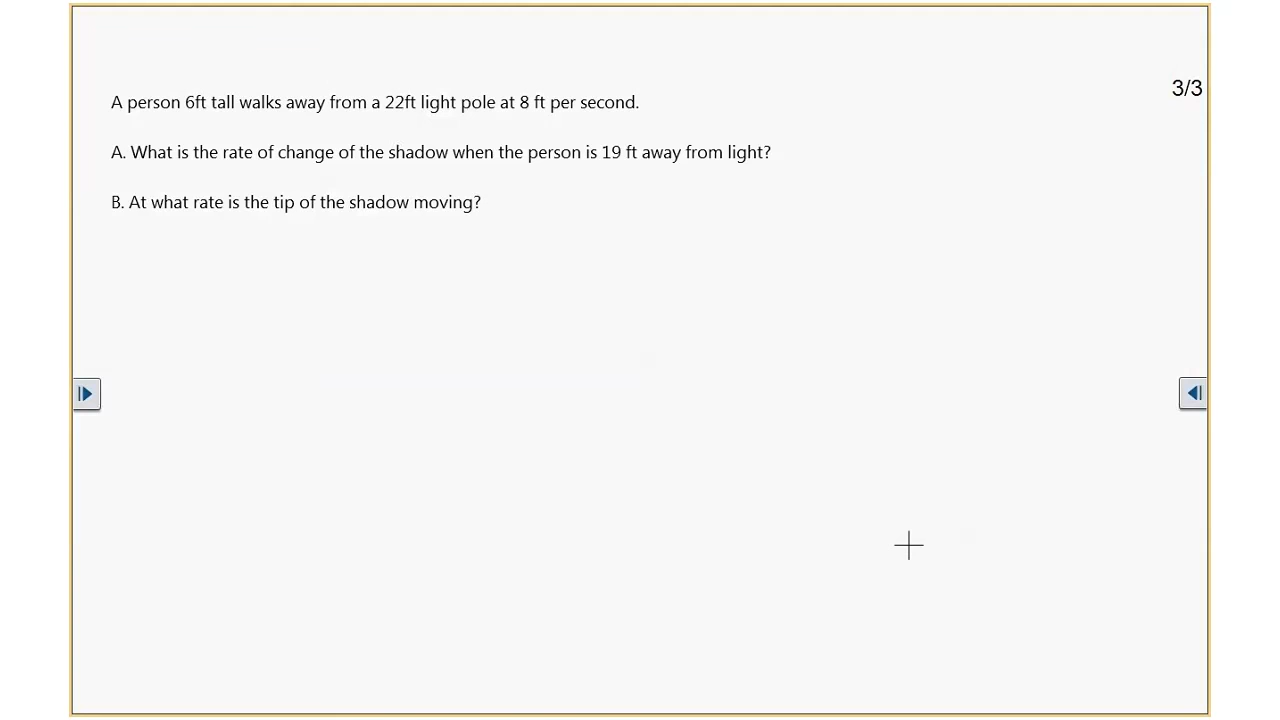 3/3
A person 6ft tall walks away from a 22ft light pole at 8 ft per second.
A. What is the rate of change of the shadow when the person is 19 ft away from light?
B. At what rate is the tip of the shadow moving?